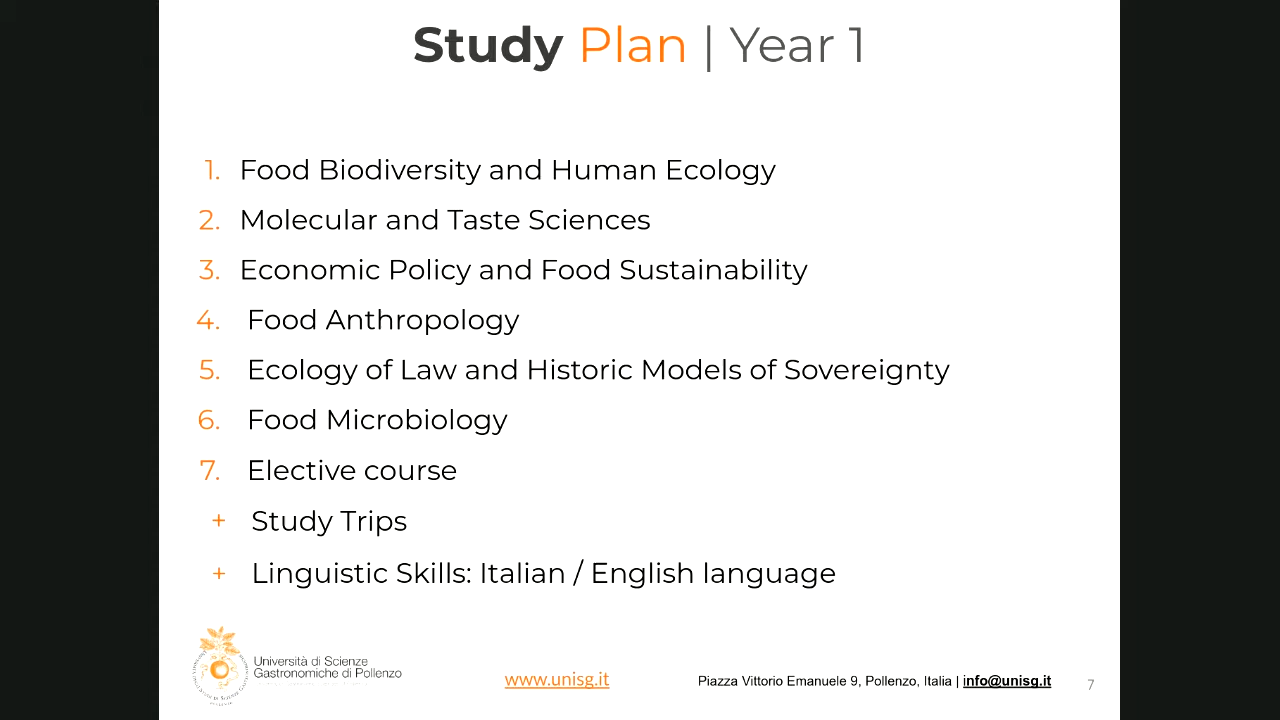 Study Plan | Year 1
1. Food Biodiversity and Human Ecology
2. Molecular and Taste Sciences
3. Economic Policy and Food Sustainability
4. Food Anthropology
5. Ecology of Law and Historic Models of Sovereignty
6. Food Microbiology
7. Elective course
+ Study Trips
+ Linguistic Skills: Italian / English language
Università di Scienze
Gastronomiche di Pollenzo
www.unisg.it
Piazza Vittorio Emanuele 9, Pollenzo, Italia | info@unisg.it
7